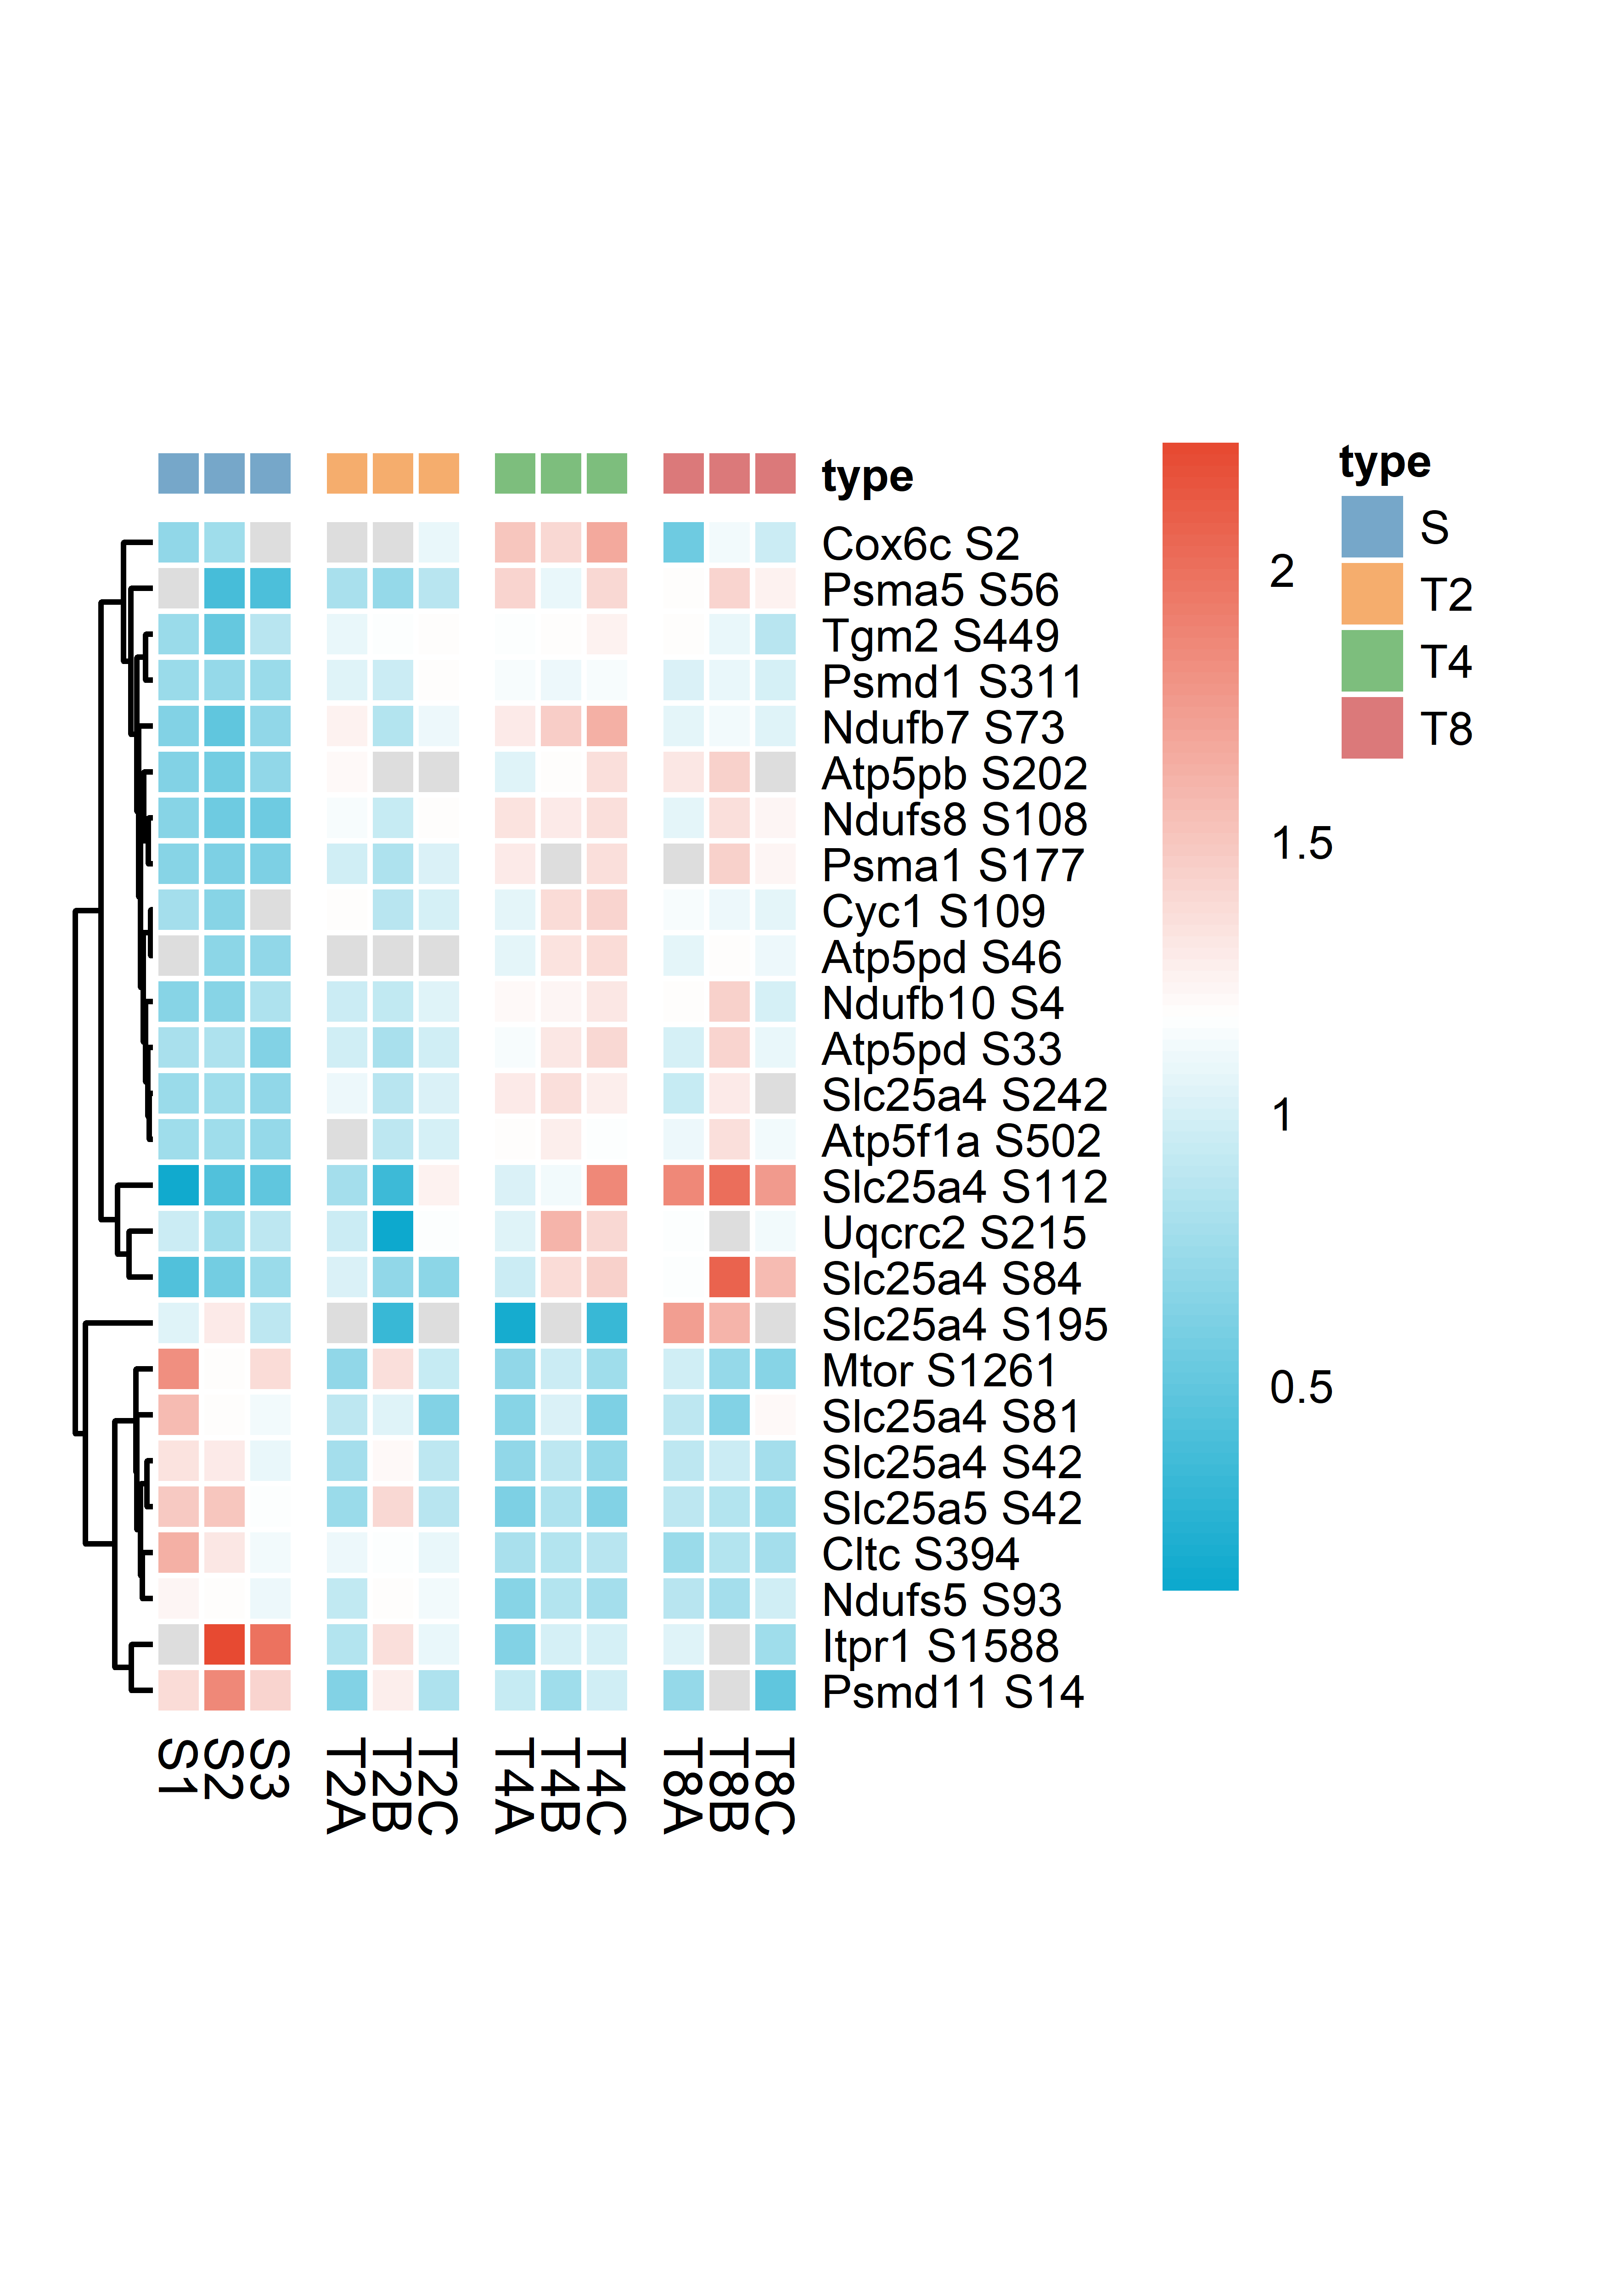 type
Cox6c S2
Psma5 S56
Tgm2 S449
Psmd1 S311
Ndufb7 S73
Atp5pb S202
Ndufs8 S108
Psma1 S177
Cyc1 S109
Atp5pd S46
Ndufb10 S4
Atp5pd S33
Slc25a4 S242
Atp5f1a S502
Slc25a4 S112
Uqcrc2 S215
Slc25a4 S84
Slc25a4 S195
Mtor S1261
Slc25a4 S81
Slc25a4 S42
Slc25a5 S42
Cltc S394
Ndufs5 S93
Itpr1 S1588
Psmd11 S14
S1
S2
S3
T2A
T2B
T2C
T4A
T4B
T4C
T8A
T8B
T8C
2
1.5
1
0.5
type
S
T2
T4
T8